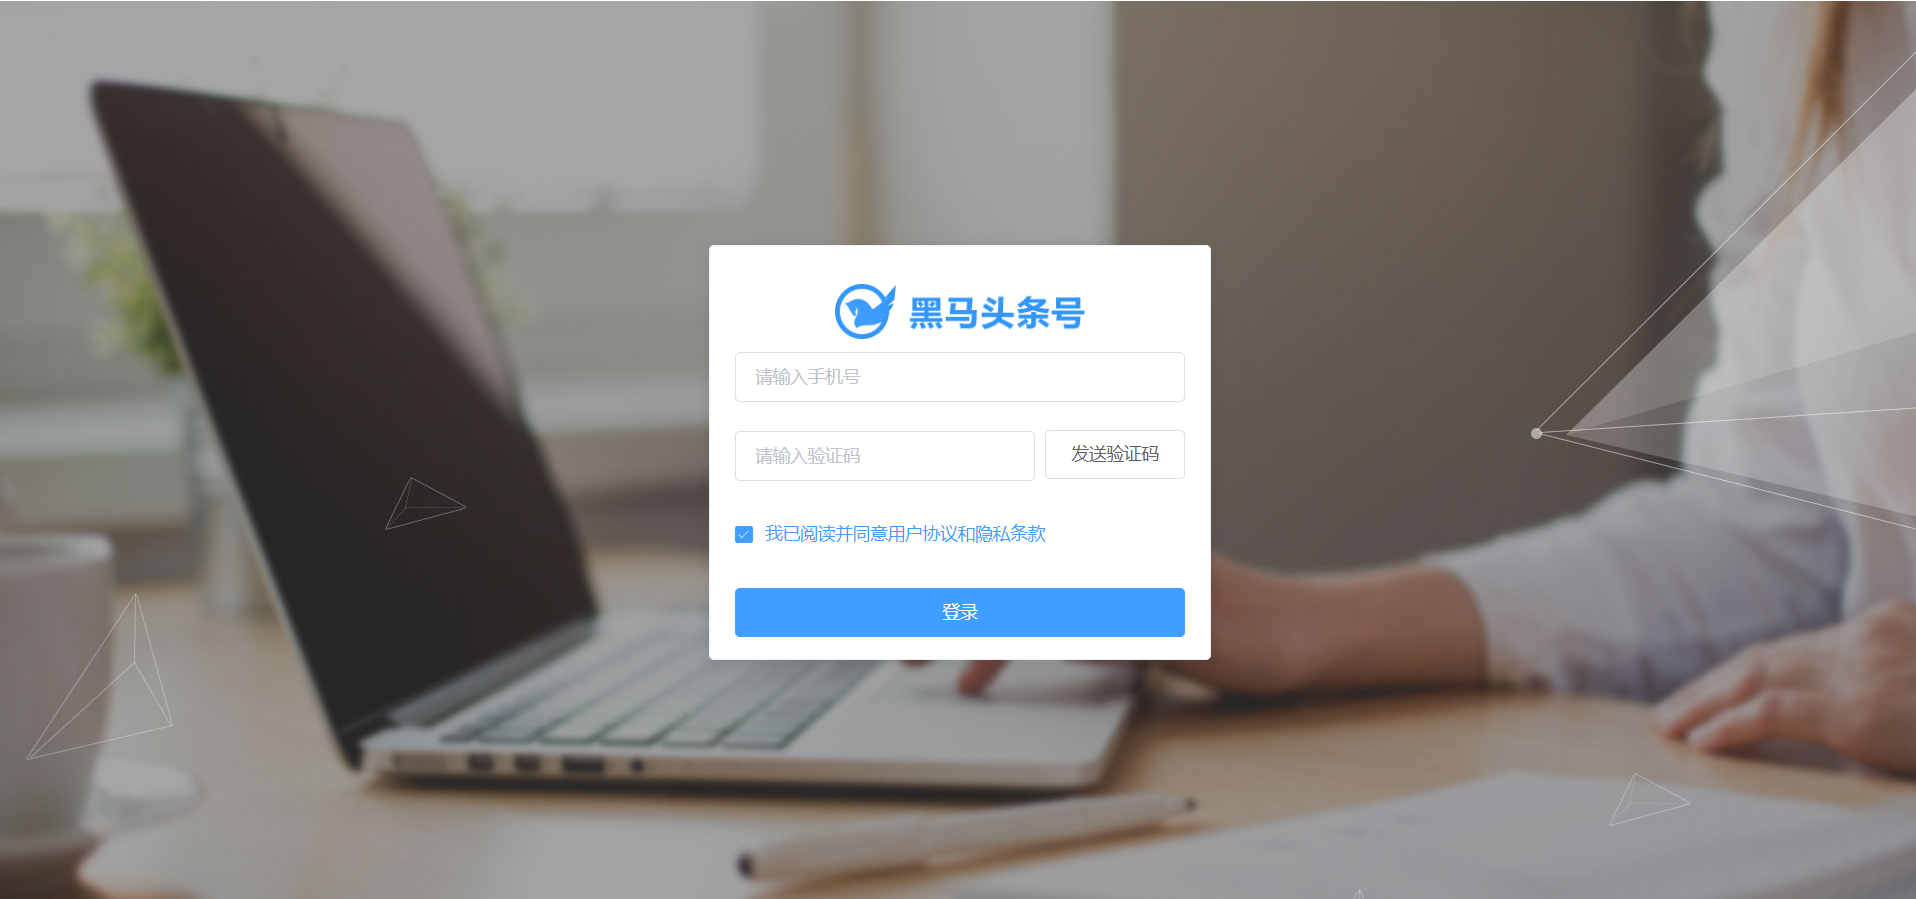 黑马头条号
请输入手机号
请输入验证码
发送验证码
我已阅读并同意用户协议和隐私条款
登录